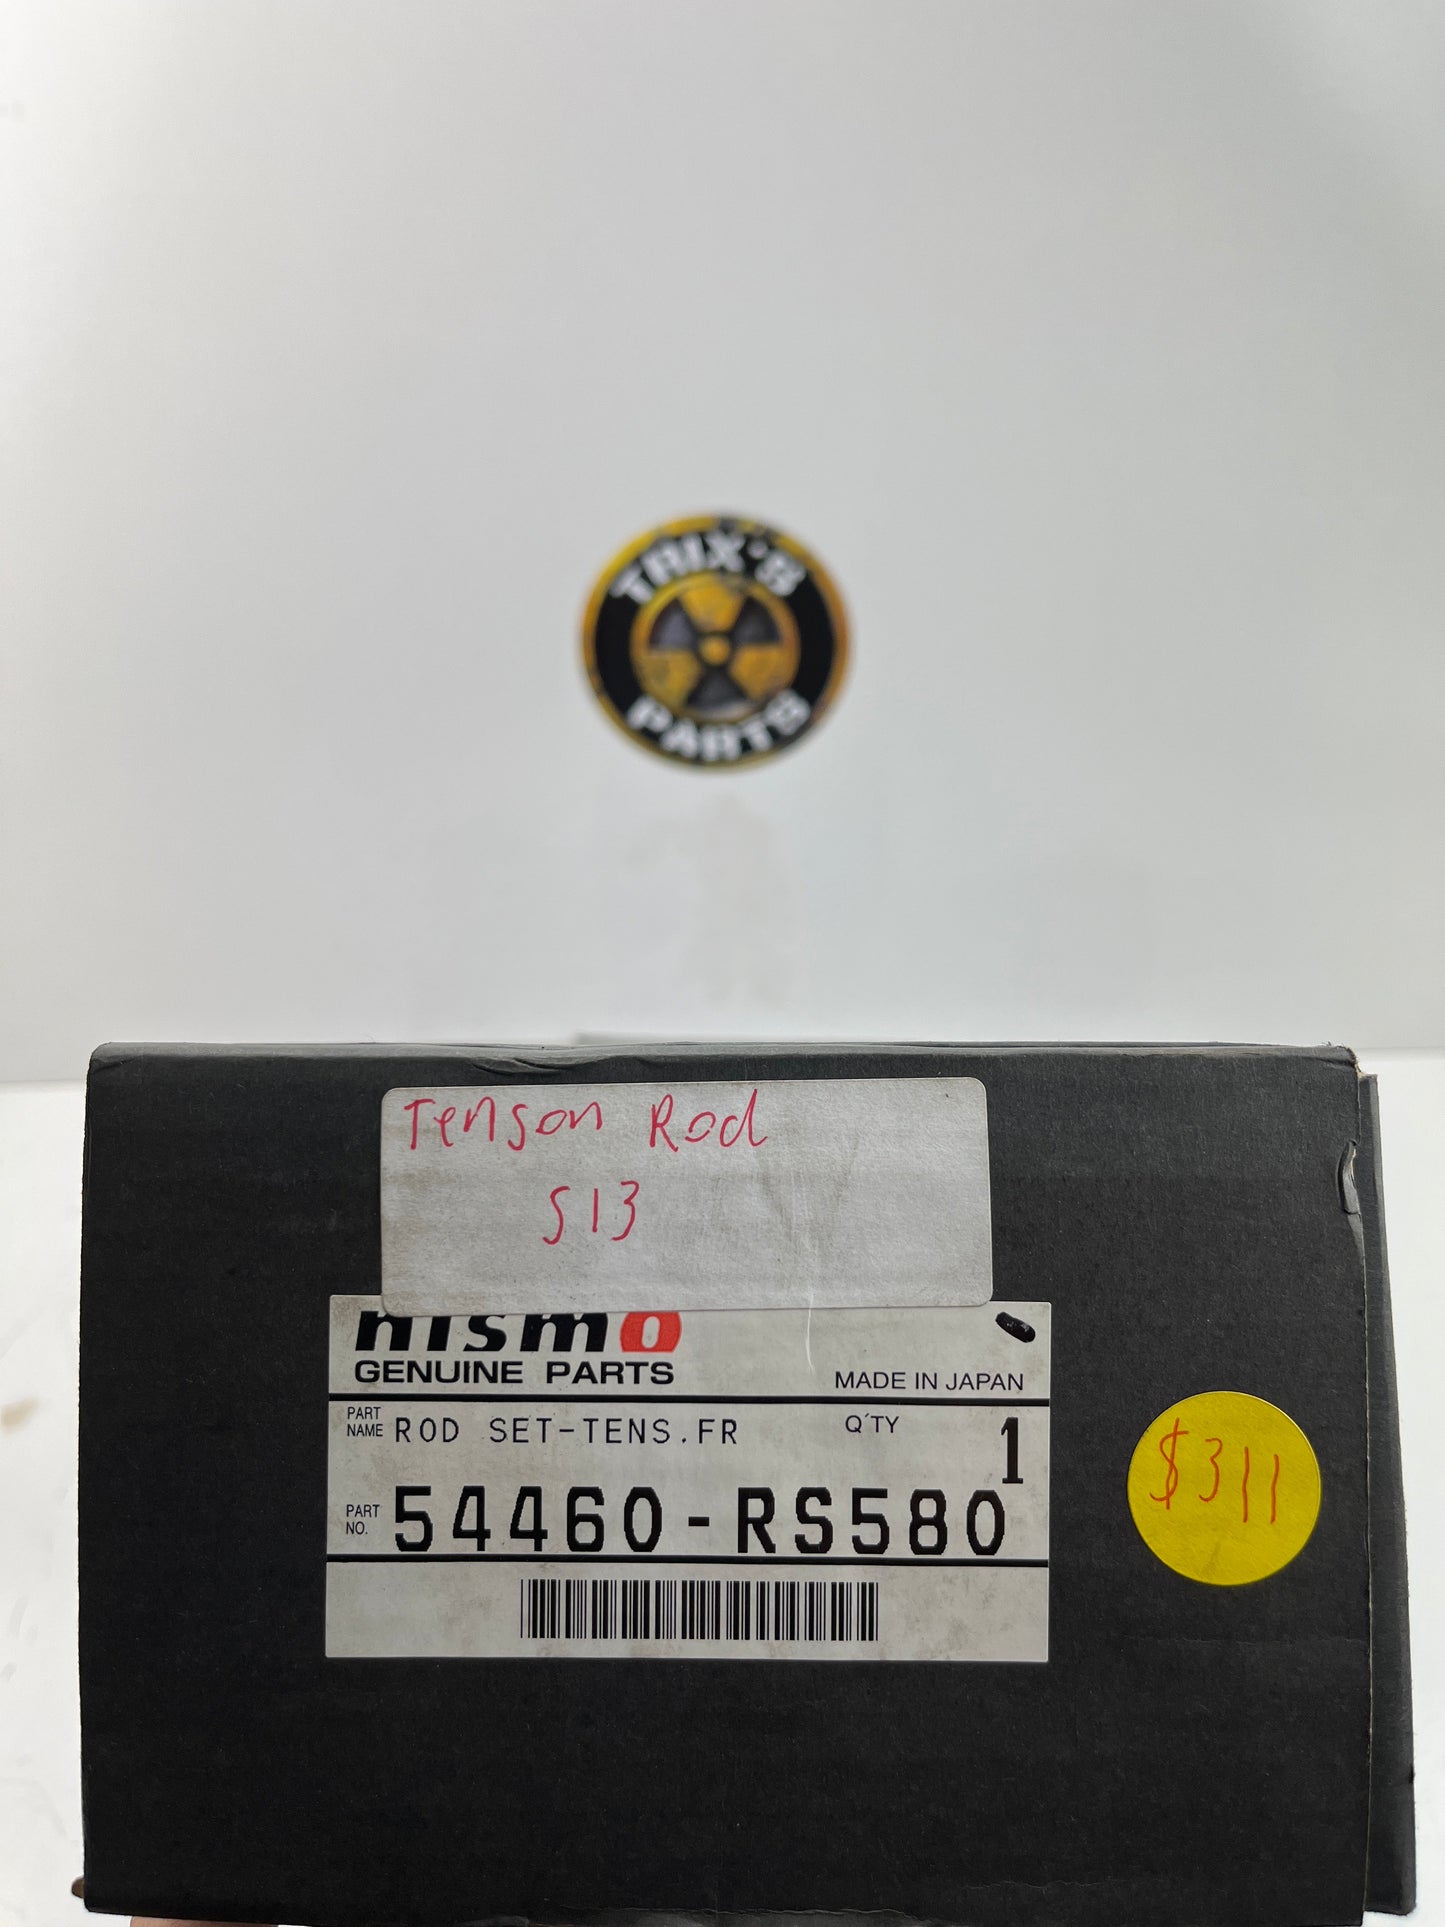 TRIX'S
PARTS
Tenson Rod
S13
nismo
GENUINE PARTS
MADE IN JAPAN
PART NAME ROD SET-TENS.FR Q'TY 1
PART NO. 54460-RS580
$311